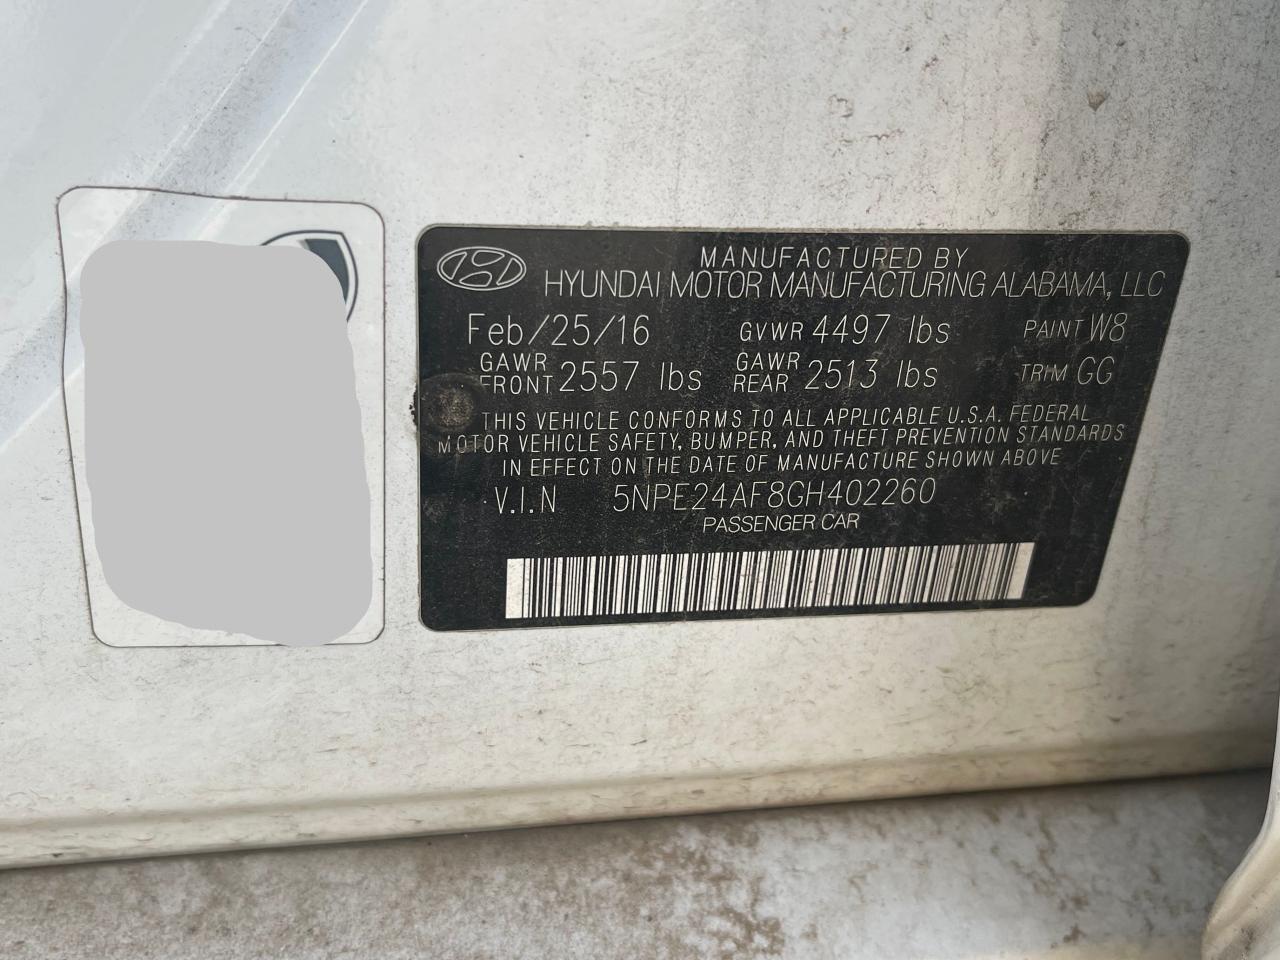 MANUFACTURED BY
HYUNDAI MOTOR MANUFACTURING ALABAMA, LLC
Feb/25/16 GVWR 4497 lbs PAINT W8
GAWR FRONT 2557 lbs GAWR REAR 2513 lbs TRIM GG
THIS VEHICLE CONFORMS TO ALL APPLICABLE U.S.A. FEDERAL
MOTOR VEHICLE SAFETY, BUMPER, AND THEFT PREVENTION STANDARDS
IN EFFECT ON THE DATE OF MANUFACTURE SHOWN ABOVE
V.I.N 5NPE24AF8GH402260
PASSENGER CAR